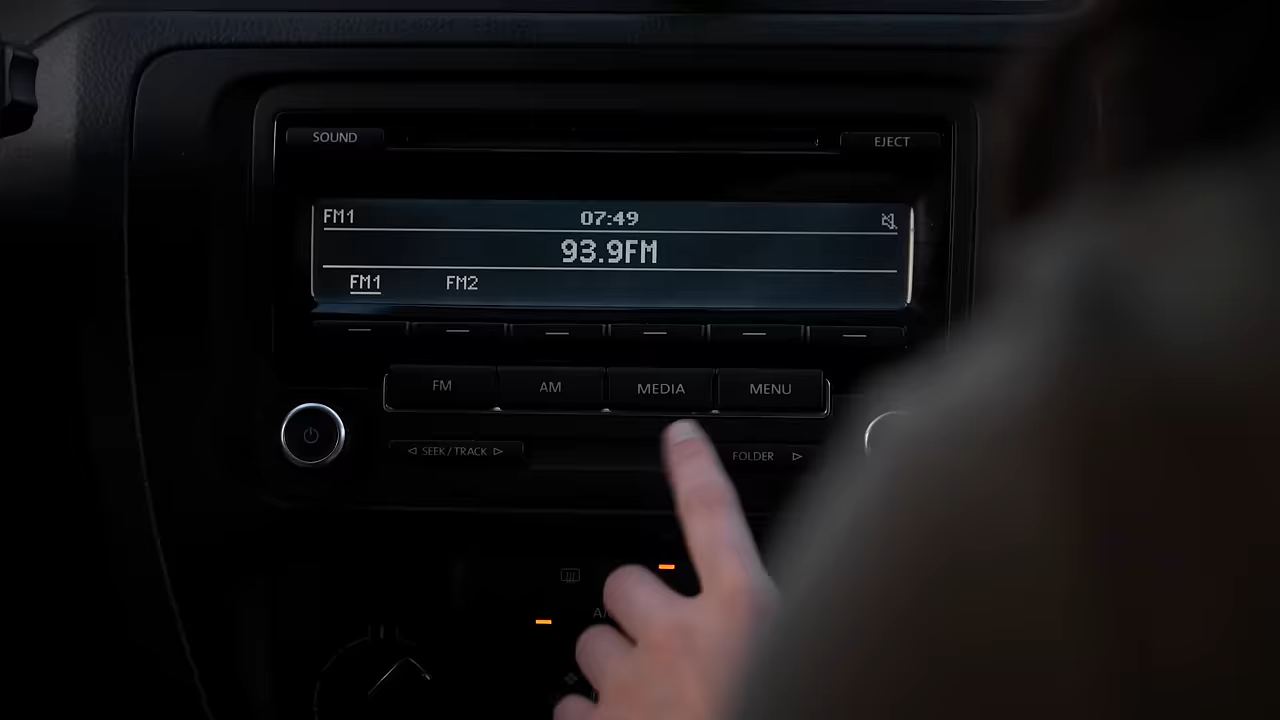 SOUND
EJECT
FM1 07:49
93.9FM
FM1 FM2
FM AM MEDIA MENU
SEEK / TRACK FOLDER